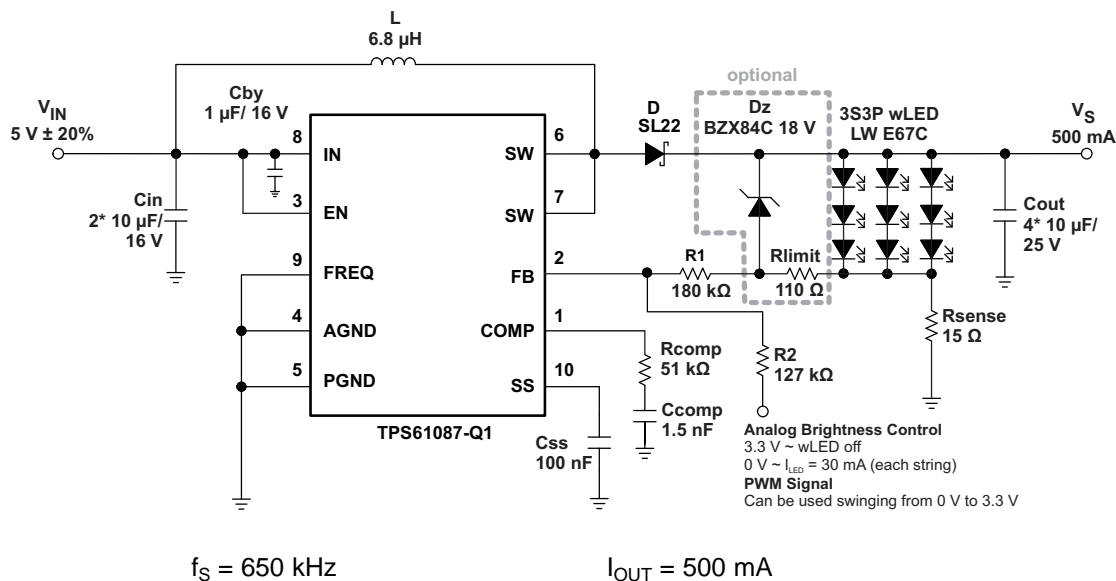 L
6.8 µH
optional
Cby
1 µF/ 16 V
VIN
5 V ± 20%
D
SL22
Dz
BZX84C 18 V
3S3P wLED
LW E67C
VS
500 mA
8
IN
SW
6
3
EN
SW
7
Cin
2* 10 µF/
16 V
Cout
4* 10 µF/
25 V
9
FREQ
FB
2
R1
180 kΩ
Rlimit
110 Ω
4
AGND
COMP
1
Rsense
15 Ω
Rcomp
51 kΩ
R2
127 kΩ
5
PGND
SS
10
Ccomp
1.5 nF
TPS61087-Q1
Css
100 nF
Analog Brightness Control
3.3 V ~ wLED off
0 V ~ ILED = 30 mA (each string)
PWM Signal
Can be used swinging from 0 V to 3.3 V
fS = 650 kHz
IOUT = 500 mA